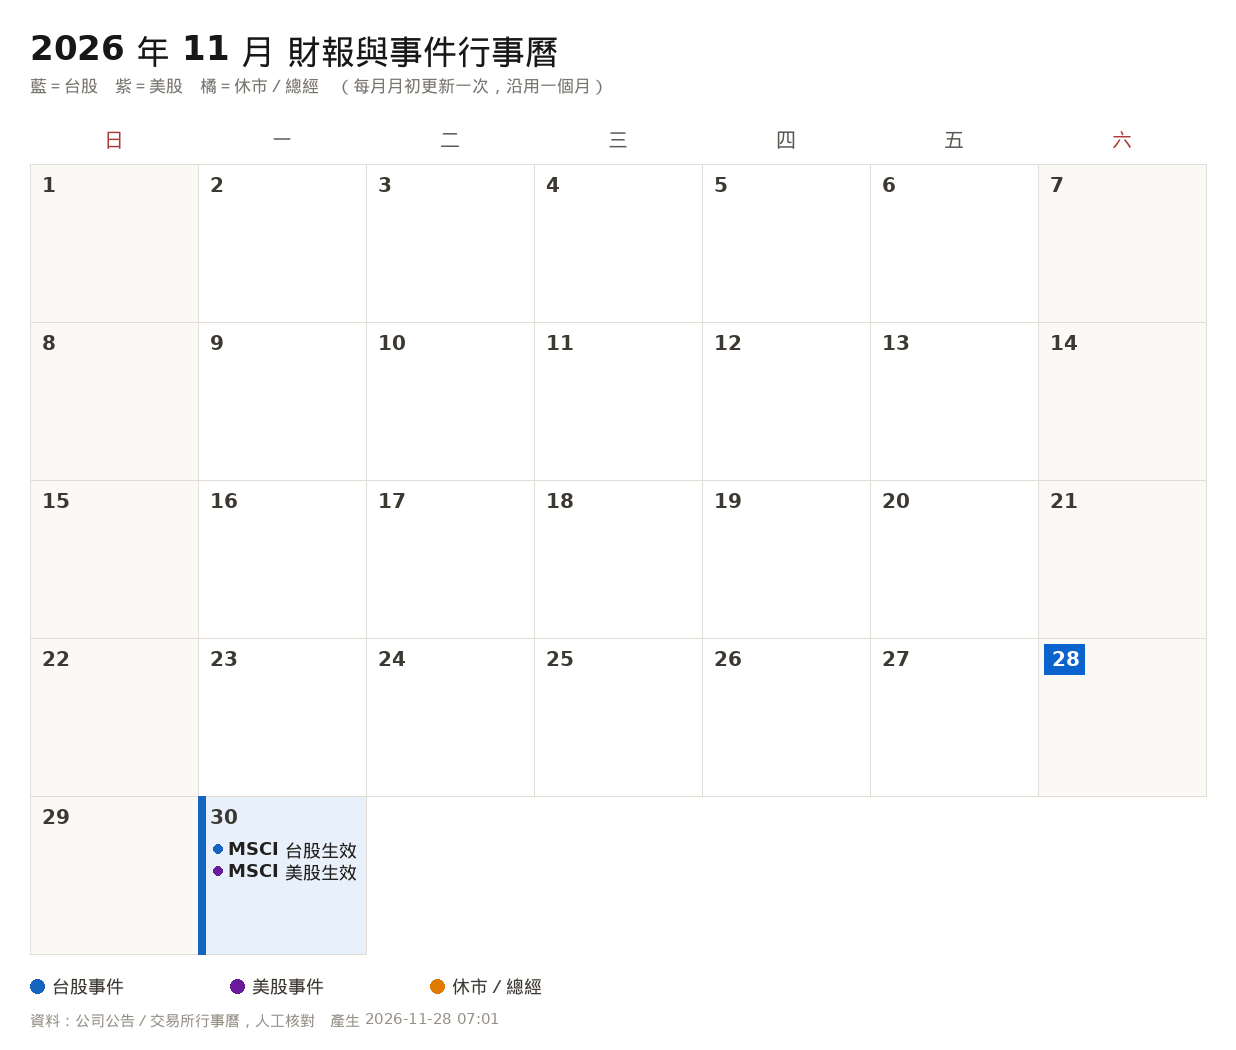 2026 年 11 月 財報與事件行事曆
藍=台股 紫=美股 橘=休市/總經 (每月月初更新一次,沿用一個月)
日 一 二 三 四 五 六
1 2 3 4 5 6 7
8 9 10 11 12 13 14
15 16 17 18 19 20 21
22 23 24 25 26 27 28
29 30
MSCI 台股生效
MSCI 美股生效
台股事件 美股事件 休市/總經
資料:公司公告/交易所行事曆,人工核對 產生 2026-11-28 07:01